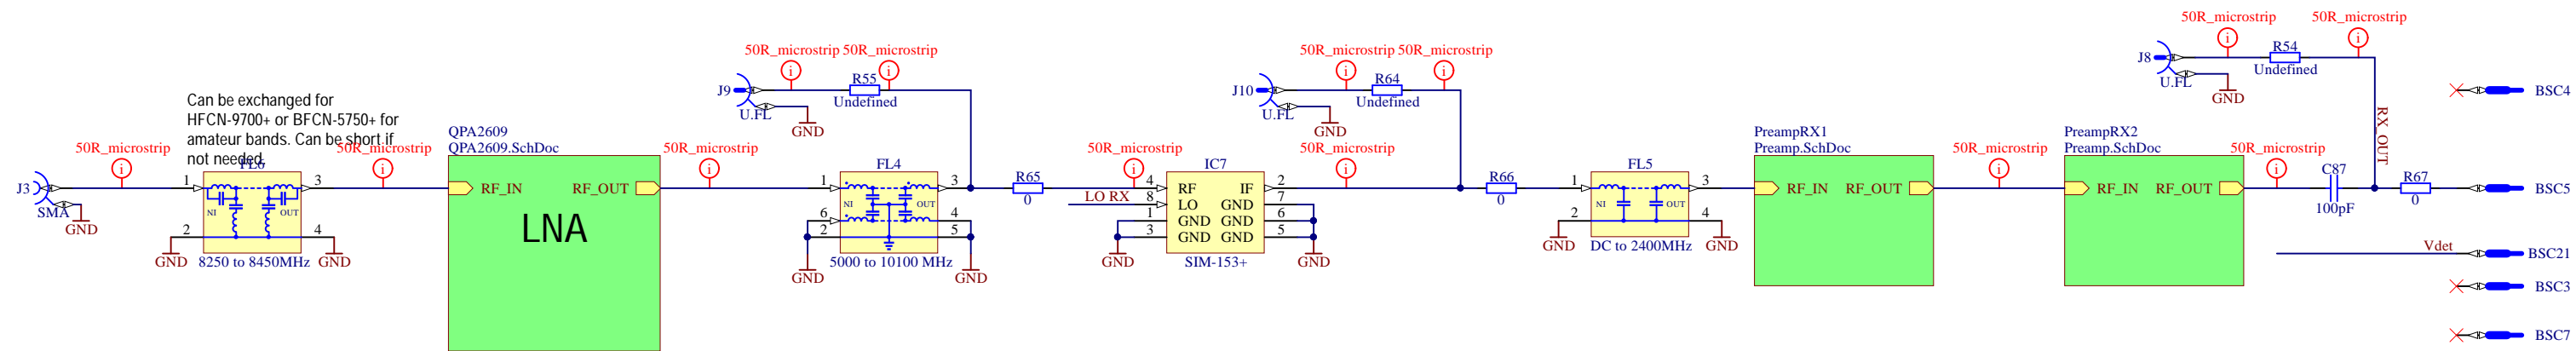 50R_microstrip 50R_microstrip
J8 R54
Undefined
U.FL
GND
50R_microstrip 50R_microstrip
J9 R55
Undefined
U.FL
GND
50R_microstrip 50R_microstrip
J10 R64
Undefined
U.FL
GND
BSC4
Can be exchanged for
HFCN-9700+ or BFCN-5750+ for
amateur bands. Can be short if
not needed.
50R_microstrip
J3
SMA
GND
FL6
1 3
NI OUT
2 4
GND GND
8250 to 8450MHz
50R_microstrip
QPA2609
QPA2609.SchDoc
RF_IN RF_OUT
LNA
50R_microstrip
FL4
1 3
NI OUT
6 4
2 5
5000 to 10100 MHz
GND GND
R65
0
50R_microstrip
LO RX
IC7
4 RF IF 2
8 LO GND 7
1 GND GND 6
3 GND GND 5
SIM-153+
GND GND
50R_microstrip
R66
0
FL5
1 3
NI OUT
2 4
GND GND
DC to 2400MHz
PreampRX1
Preamp.SchDoc
RF_IN RF_OUT
50R_microstrip
PreampRX2
Preamp.SchDoc
RF_IN RF_OUT
50R_microstrip
C87
100pF
RX_OUT
R67
0
BSC5
Vdet
BSC21
BSC3
BSC7